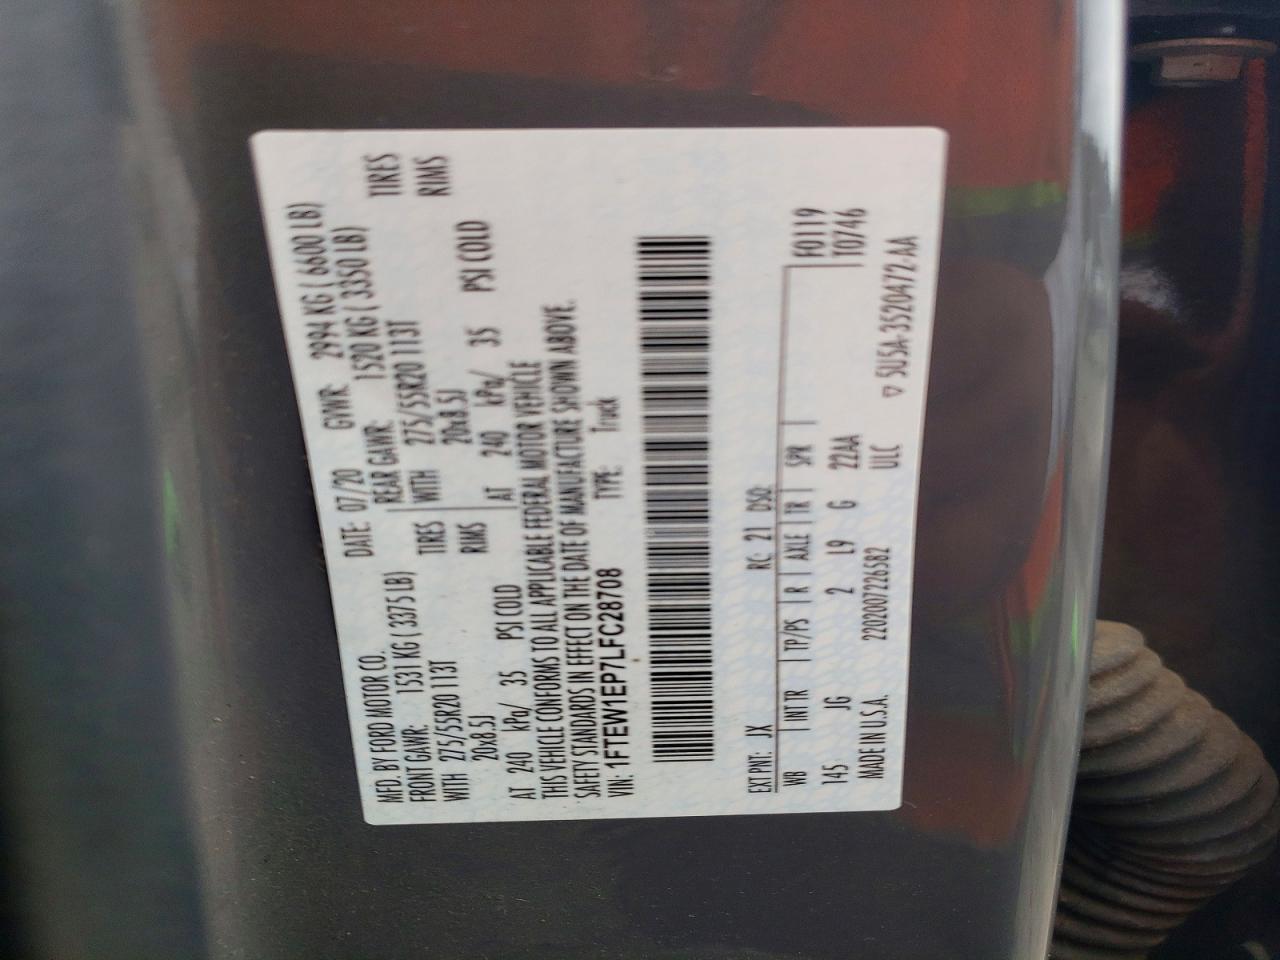 MFD. BY FORD MOTOR CO.
DATE: 07/20
GVWR: 2994 KG ( 6600 LB)
FRONT GAWR: 1531 KG ( 3375 LB)
REAR GAWR: 1520 KG ( 3350 LB)
WITH 275/55R20 113T TIRES
WITH 275/55R20 113T TIRES
20x8.5J RIMS
20x8.5J RIMS
AT 240 kPa/ 35 PSI COLD
AT 240 kPa/ 35 PSI COLD
THIS VEHICLE CONFORMS TO ALL APPLICABLE FEDERAL MOTOR VEHICLE
SAFETY STANDARDS IN EFFECT ON THE DATE OF MANUFACTURE SHOWN ABOVE.
VIN: 1FTEW1EP7LFC28708
TYPE: Truck
EXT PNT: JX RC: 21 DSO:
WB INT TR TP/PS R AXLE TR SPR F0119
145 JG 2 L9 G 22AA T0746
MADE IN U.S.A. 2202007226582 ULC
5U5A-3520472-AA